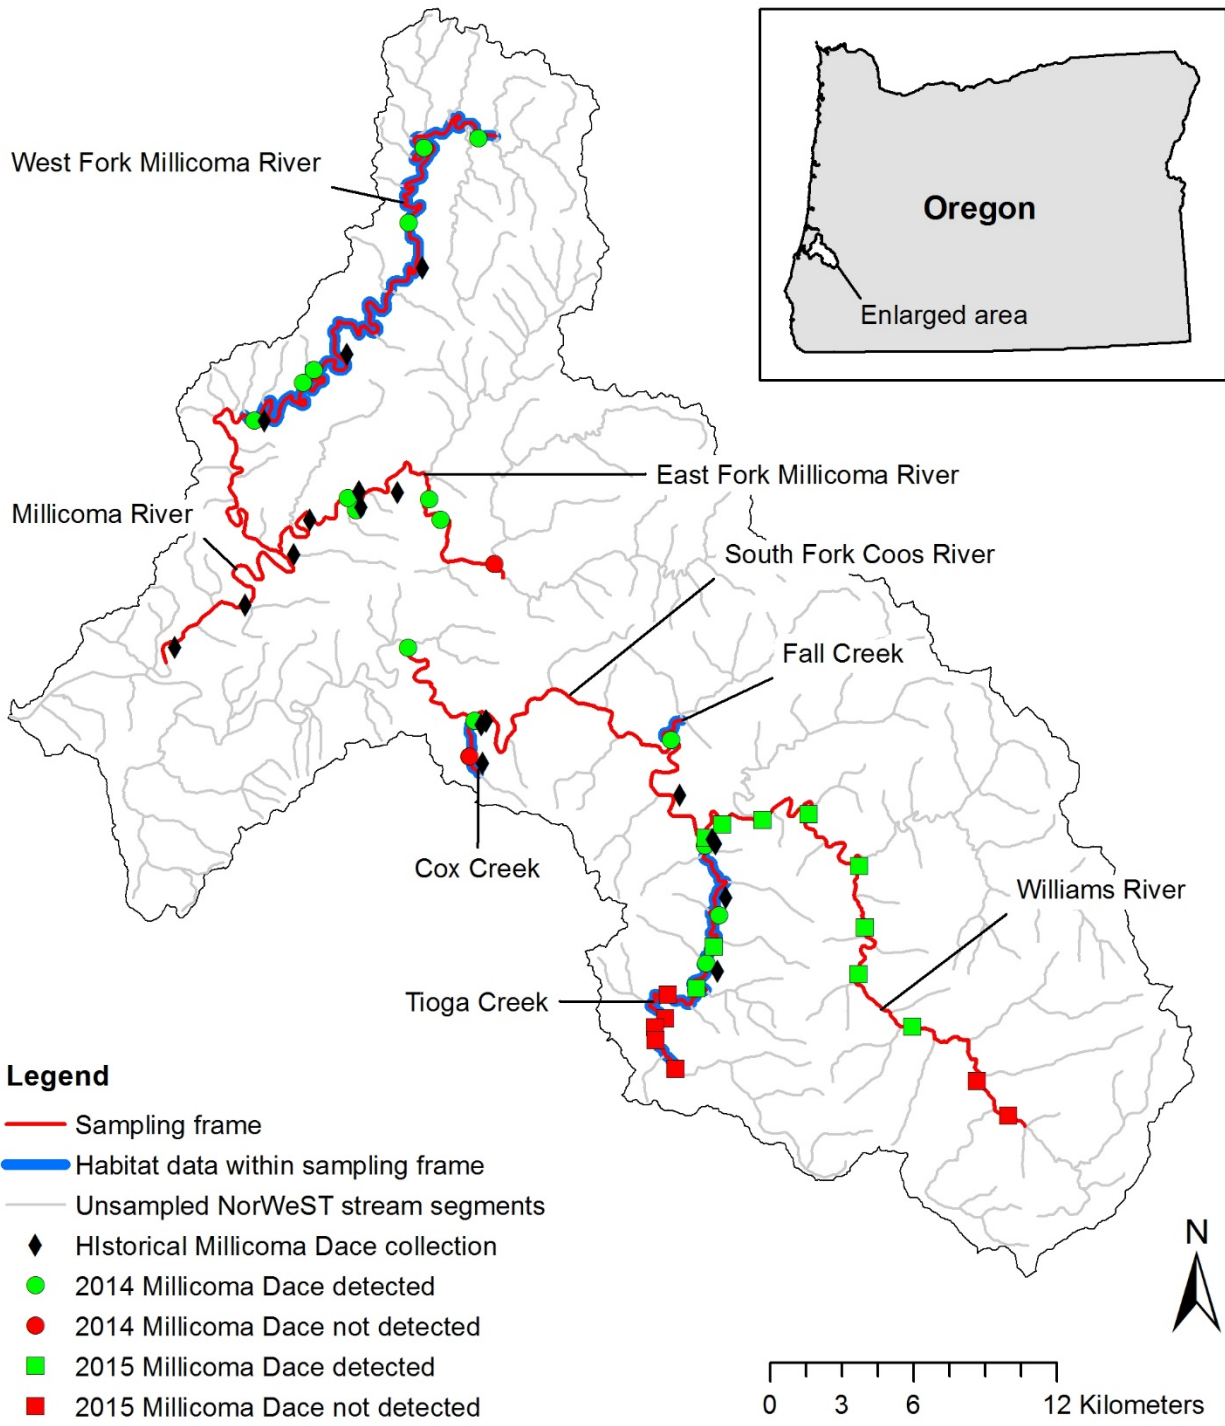 West Fork Millicoma River
Oregon
Enlarged area
East Fork Millicoma River
Millicoma River
South Fork Coos River
Fall Creek
Cox Creek
Williams River
Tioga Creek
Legend
Sampling frame
Habitat data within sampling frame
Unsampled NorWeST stream segments
HIstorical Millicoma Dace collection
2014 Millicoma Dace detected
2014 Millicoma Dace not detected
2015 Millicoma Dace detected
2015 Millicoma Dace not detected
N
0 3 6 12 Kilometers